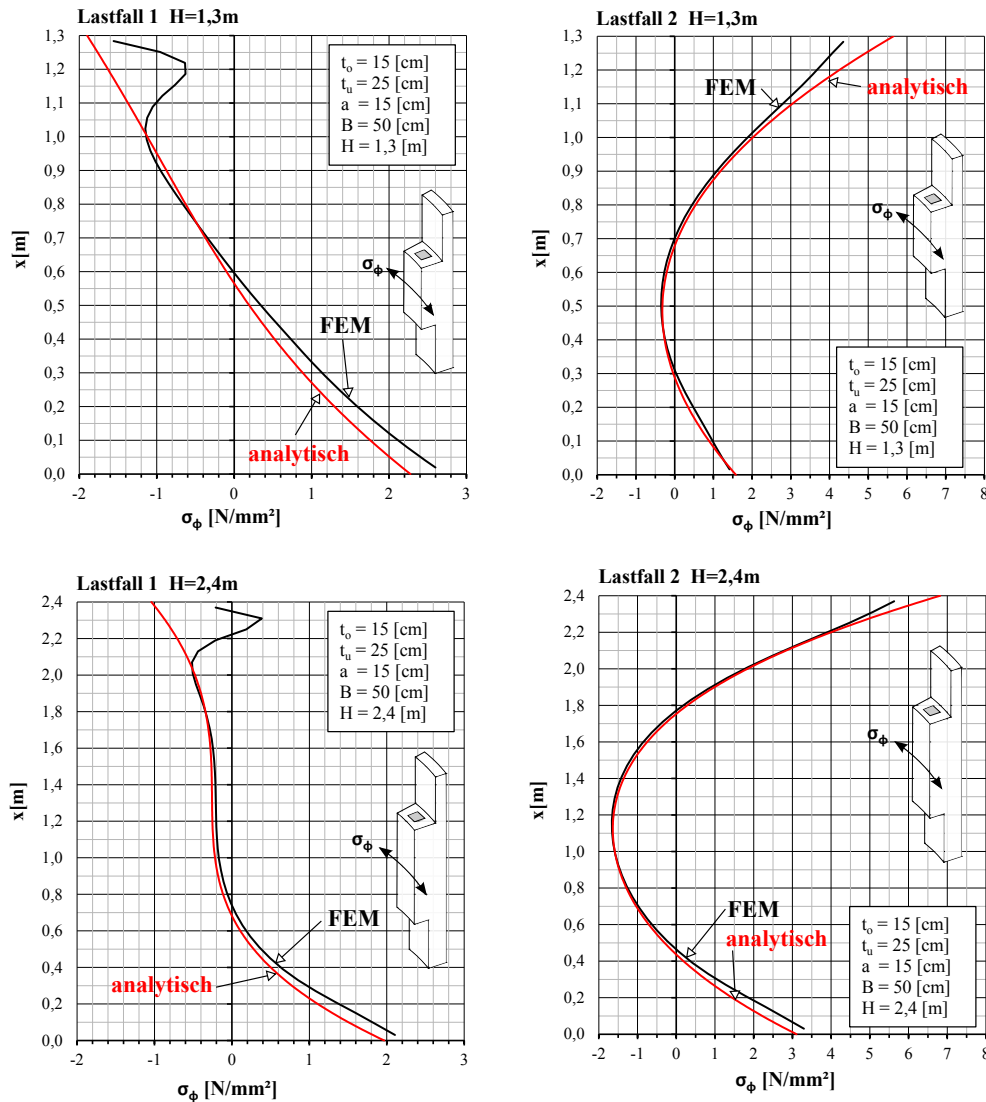 Lastfall 1 H=1,3m
1,3
1,2
1,1
1,0
0,9
0,8
0,7
0,6
0,5
0,4
0,3
0,2
0,1
0,0
x[m]
t₀ = 15 [cm]
tᵤ = 25 [cm]
a = 15 [cm]
B = 50 [cm]
H = 1,3 [m]
σϕ
FEM
analytisch
-2 -1 0 1 2 3
σϕ [N/mm²]
Lastfall 2 H=1,3m
1,3
1,2
1,1
1,0
0,9
0,8
0,7
0,6
0,5
0,4
0,3
0,2
0,1
0,0
x[m]
FEM
analytisch
σϕ
t₀ = 15 [cm]
tᵤ = 25 [cm]
a = 15 [cm]
B = 50 [cm]
H = 1,3 [m]
-2 -1 0 1 2 3 4 5 6 7 8
σϕ [N/mm²]
Lastfall 1 H=2,4m
2,4
2,2
2,0
1,8
1,6
1,4
1,2
1,0
0,8
0,6
0,4
0,2
0,0
x[m]
t₀ = 15 [cm]
tᵤ = 25 [cm]
a = 15 [cm]
B = 50 [cm]
H = 2,4 [m]
σϕ
FEM
analytisch
-2 -1 0 1 2 3
σϕ [N/mm²]
Lastfall 2 H=2,4m
2,4
2,2
2,0
1,8
1,6
1,4
1,2
1,0
0,8
0,6
0,4
0,2
0,0
x[m]
σϕ
FEM
analytisch
t₀ = 15 [cm]
tᵤ = 25 [cm]
a = 15 [cm]
B = 50 [cm]
H = 2,4 [m]
-2 -1 0 1 2 3 4 5 6 7 8
σϕ [N/mm²]